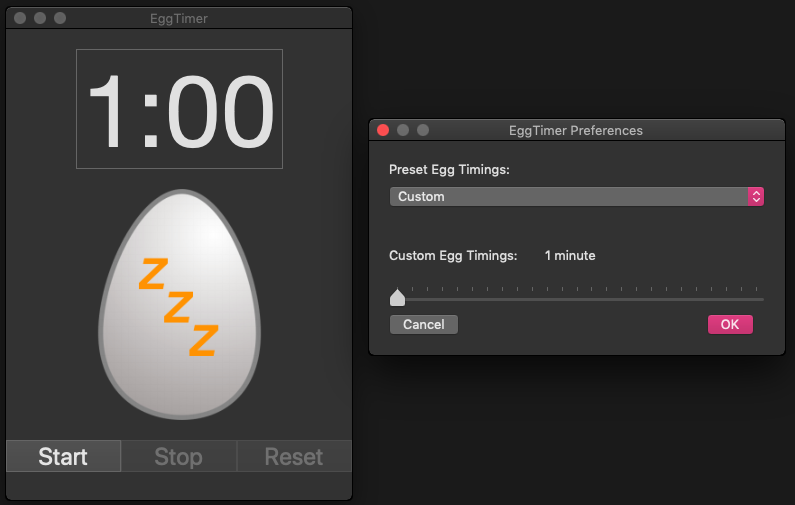 EggTimer
1:00
Z
Z
Z
Start Stop Reset
EggTimer Preferences
Preset Egg Timings:
Custom
Custom Egg Timings: 1 minute
Cancel OK